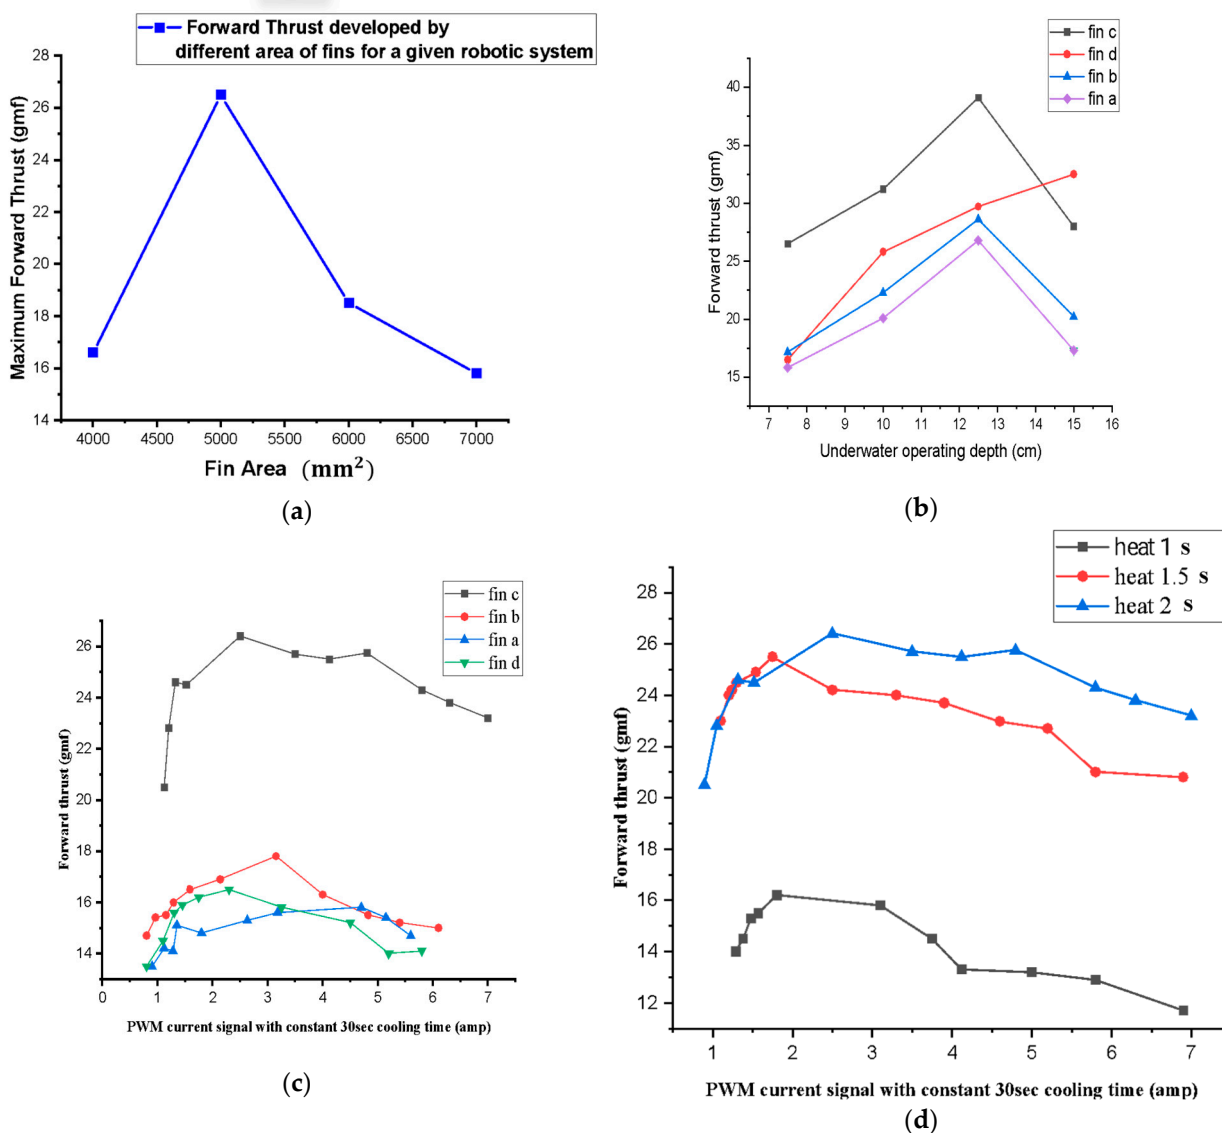 Forward Thrust developed by
different area of fins for a given robotic system
28
26
24
22
20
18
16
14
Maximum Forward Thrust (gmf)
4000 4500 5000 5500 6000 6500 7000
Fin Area (mm²)
(a)
fin c
fin d
fin b
fin a
40
35
30
25
20
15
Forward thrust (gmf)
7 8 9 10 11 12 13 14 15 16
Underwater operating depth (cm)
(b)
fin c
fin b
fin a
fin d
26
24
22
20
18
16
14
Forward thrust (gmf)
0 1 2 3 4 5 6 7
PWM current signal with constant 30sec cooling time (amp)
(c)
heat 1 s
heat 1.5 s
heat 2 s
28
26
24
22
20
18
16
14
12
Forward thrust (gmf)
1 2 3 4 5 6 7
PWM current signal with constant 30sec cooling time (amp)
(d)